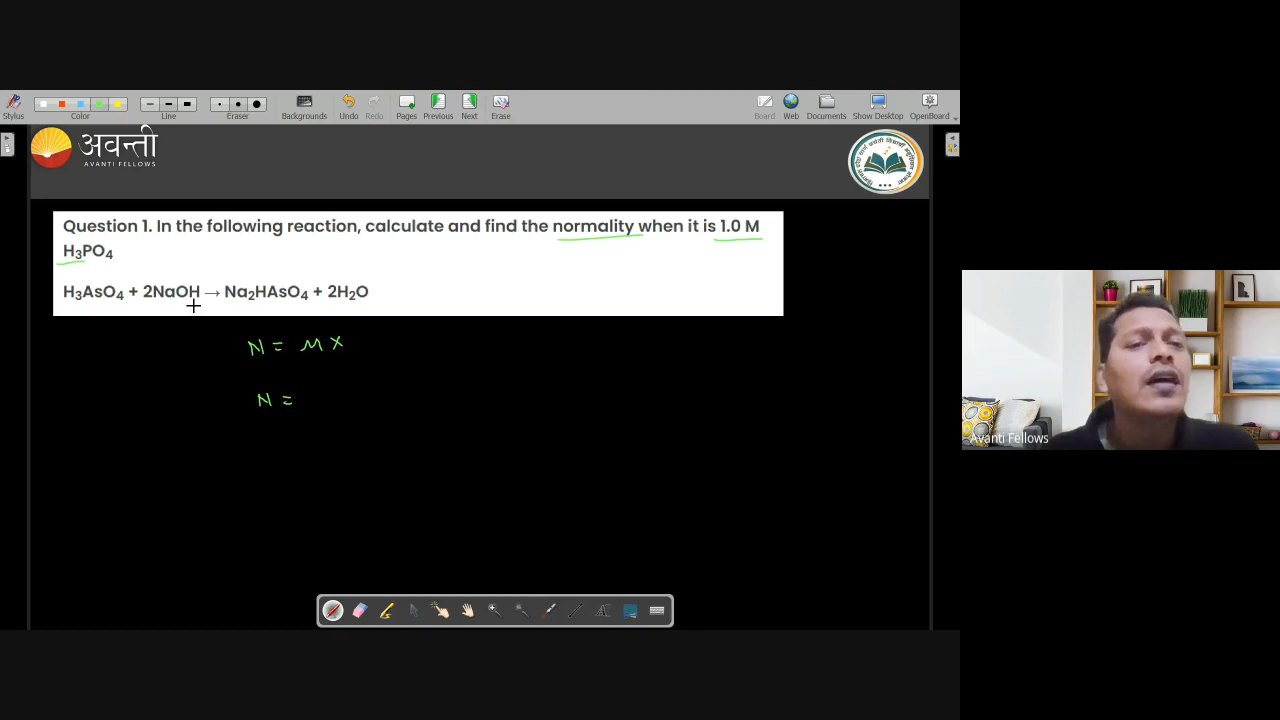 Stylus
Color
Line
Eraser
Backgrounds
Undo
Redo
Pages
Previous
Next
Erase
Board
Web
Documents
Show Desktop
OpenBoard
अवन्ती
AVANTI FELLOWS
Question 1. In the following reaction, calculate and find the normality when it is 1.0 M
H₃PO₄
H₃AsO₄ + 2NaOH → Na₂HAsO₄ + 2H₂O
N = M ×
N =
Avanti Fellows